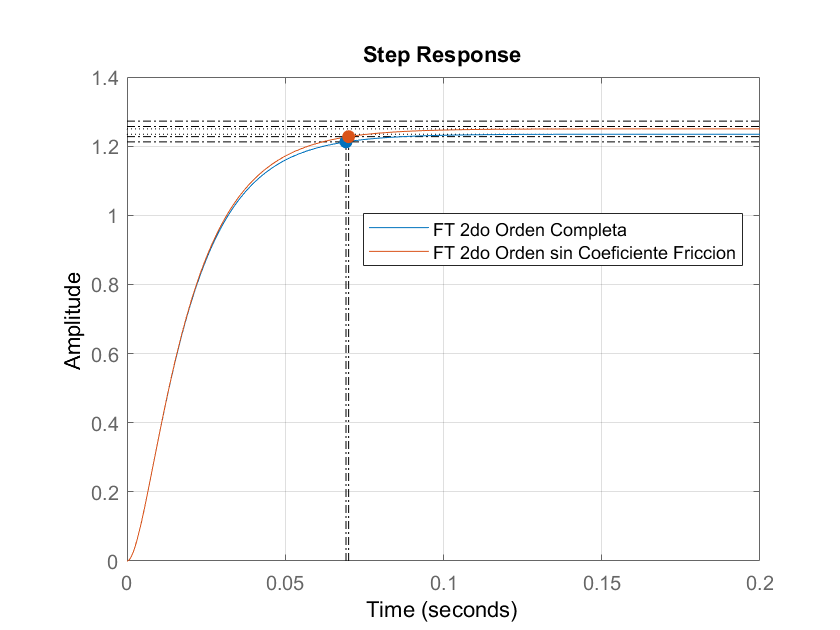 Step Response
1.4
1.2
1
0.8
0.6
0.4
0.2
0
Amplitude
FT 2do Orden Completa
FT 2do Orden sin Coeficiente Friccion
0 0.05 0.1 0.15 0.2
Time (seconds)